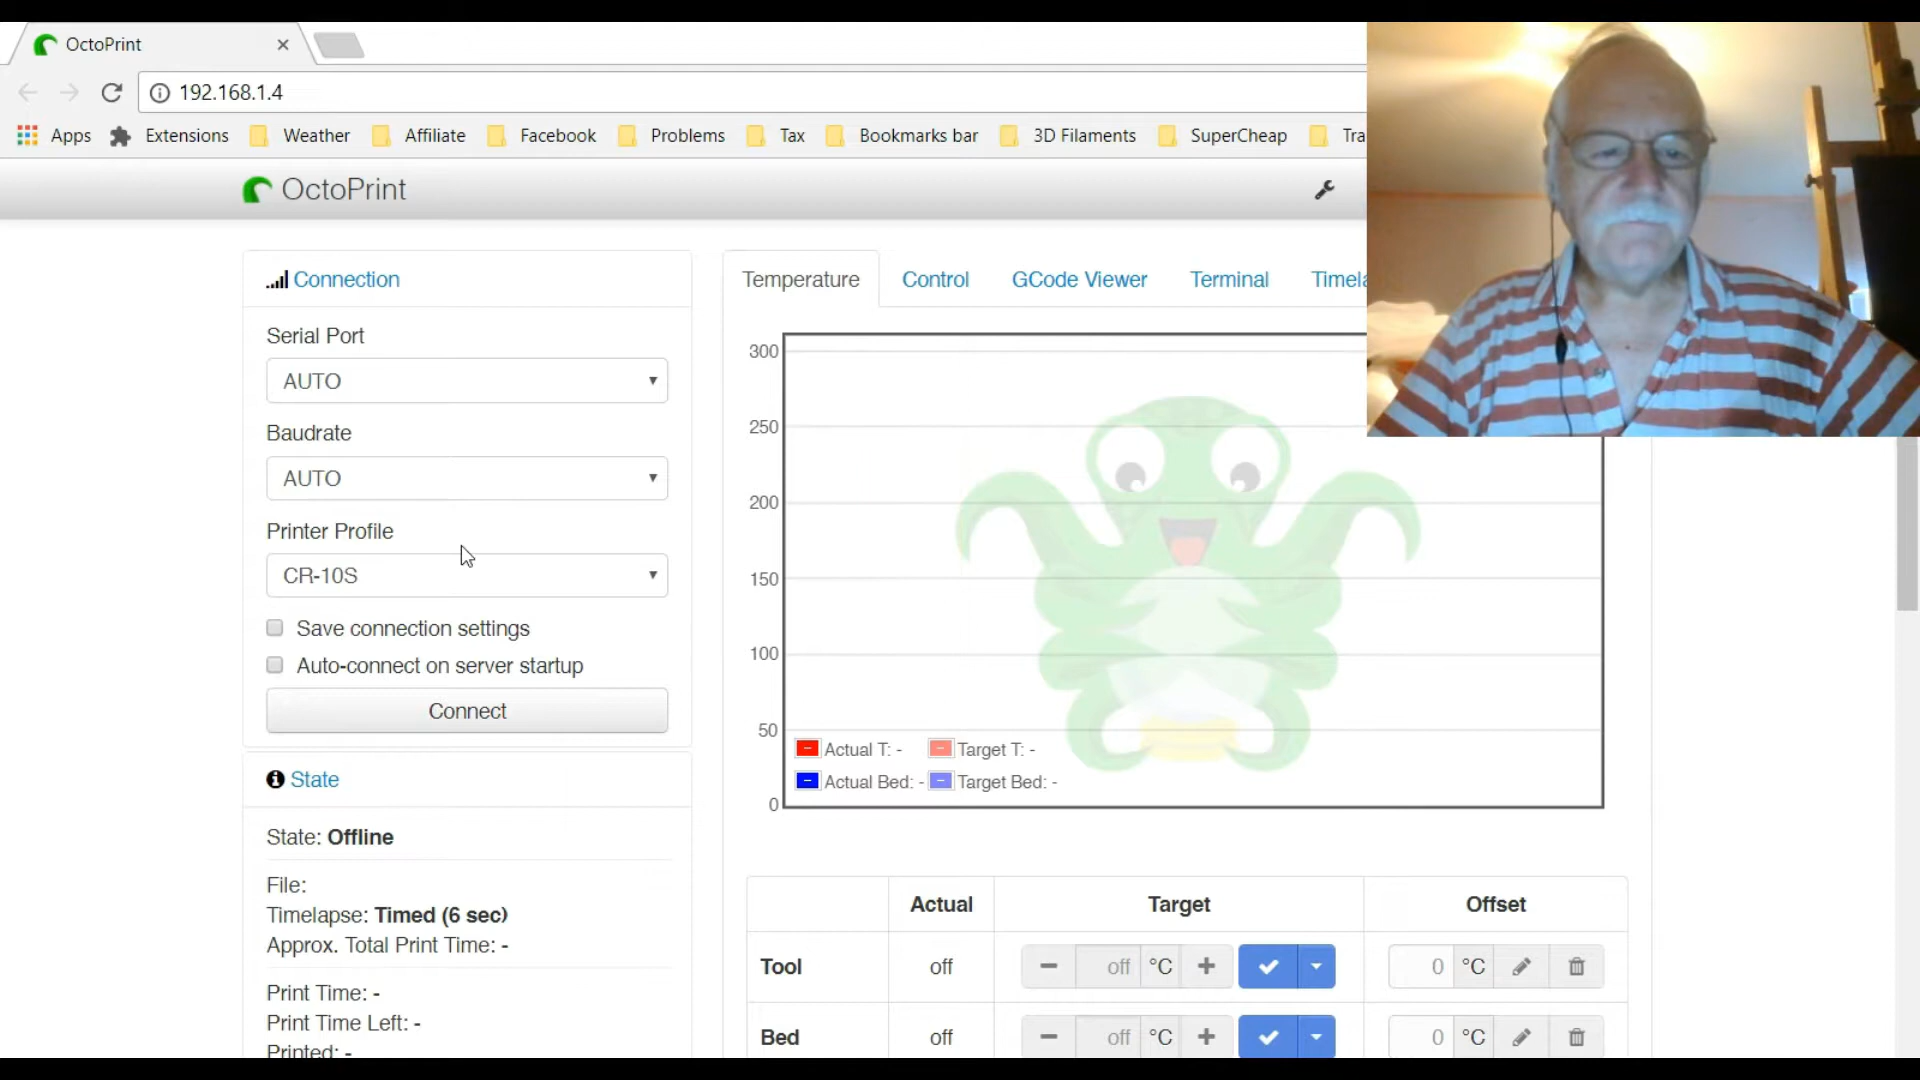 OctoPrint
192.168.1.4
Apps Extensions Weather Affiliate Facebook Problems Tax Bookmarks bar 3D Filaments SuperCheap Tra
OctoPrint
Connection
Serial Port
AUTO
Baudrate
AUTO
Printer Profile
CR-10S
Save connection settings
Auto-connect on server startup
Connect
State
State: Offline
File:
Timelapse: Timed (6 sec)
Approx. Total Print Time: -
Print Time: -
Print Time Left: -
Printed: -
Temperature Control GCode Viewer Terminal Timela
300
250
200
150
100
50
0
Actual T: - Target T: -
Actual Bed: - Target Bed: -
Actual Target Offset
Tool off off °C 0 °C
Bed off off °C 0 °C